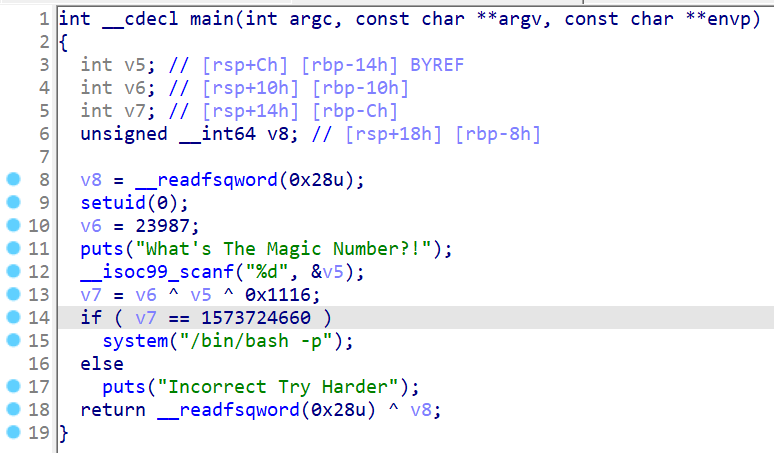 1 int __cdecl main(int argc, const char **argv, const char **envp)
2 {
3 int v5; // [rsp+Ch] [rbp-14h] BYREF
4 int v6; // [rsp+10h] [rbp-10h]
5 int v7; // [rsp+14h] [rbp-Ch]
6 unsigned __int64 v8; // [rsp+18h] [rbp-8h]
7
8 v8 = __readfsqword(0x28u);
9 setuid(0);
10 v6 = 23987;
11 puts("What's The Magic Number?!");
12 __isoc99_scanf("%d", &v5);
13 v7 = v6 ^ v5 ^ 0x1116;
14 if ( v7 == 1573724660 )
15 system("/bin/bash -p");
16 else
17 puts("Incorrect Try Harder");
18 return __readfsqword(0x28u) ^ v8;
19 }